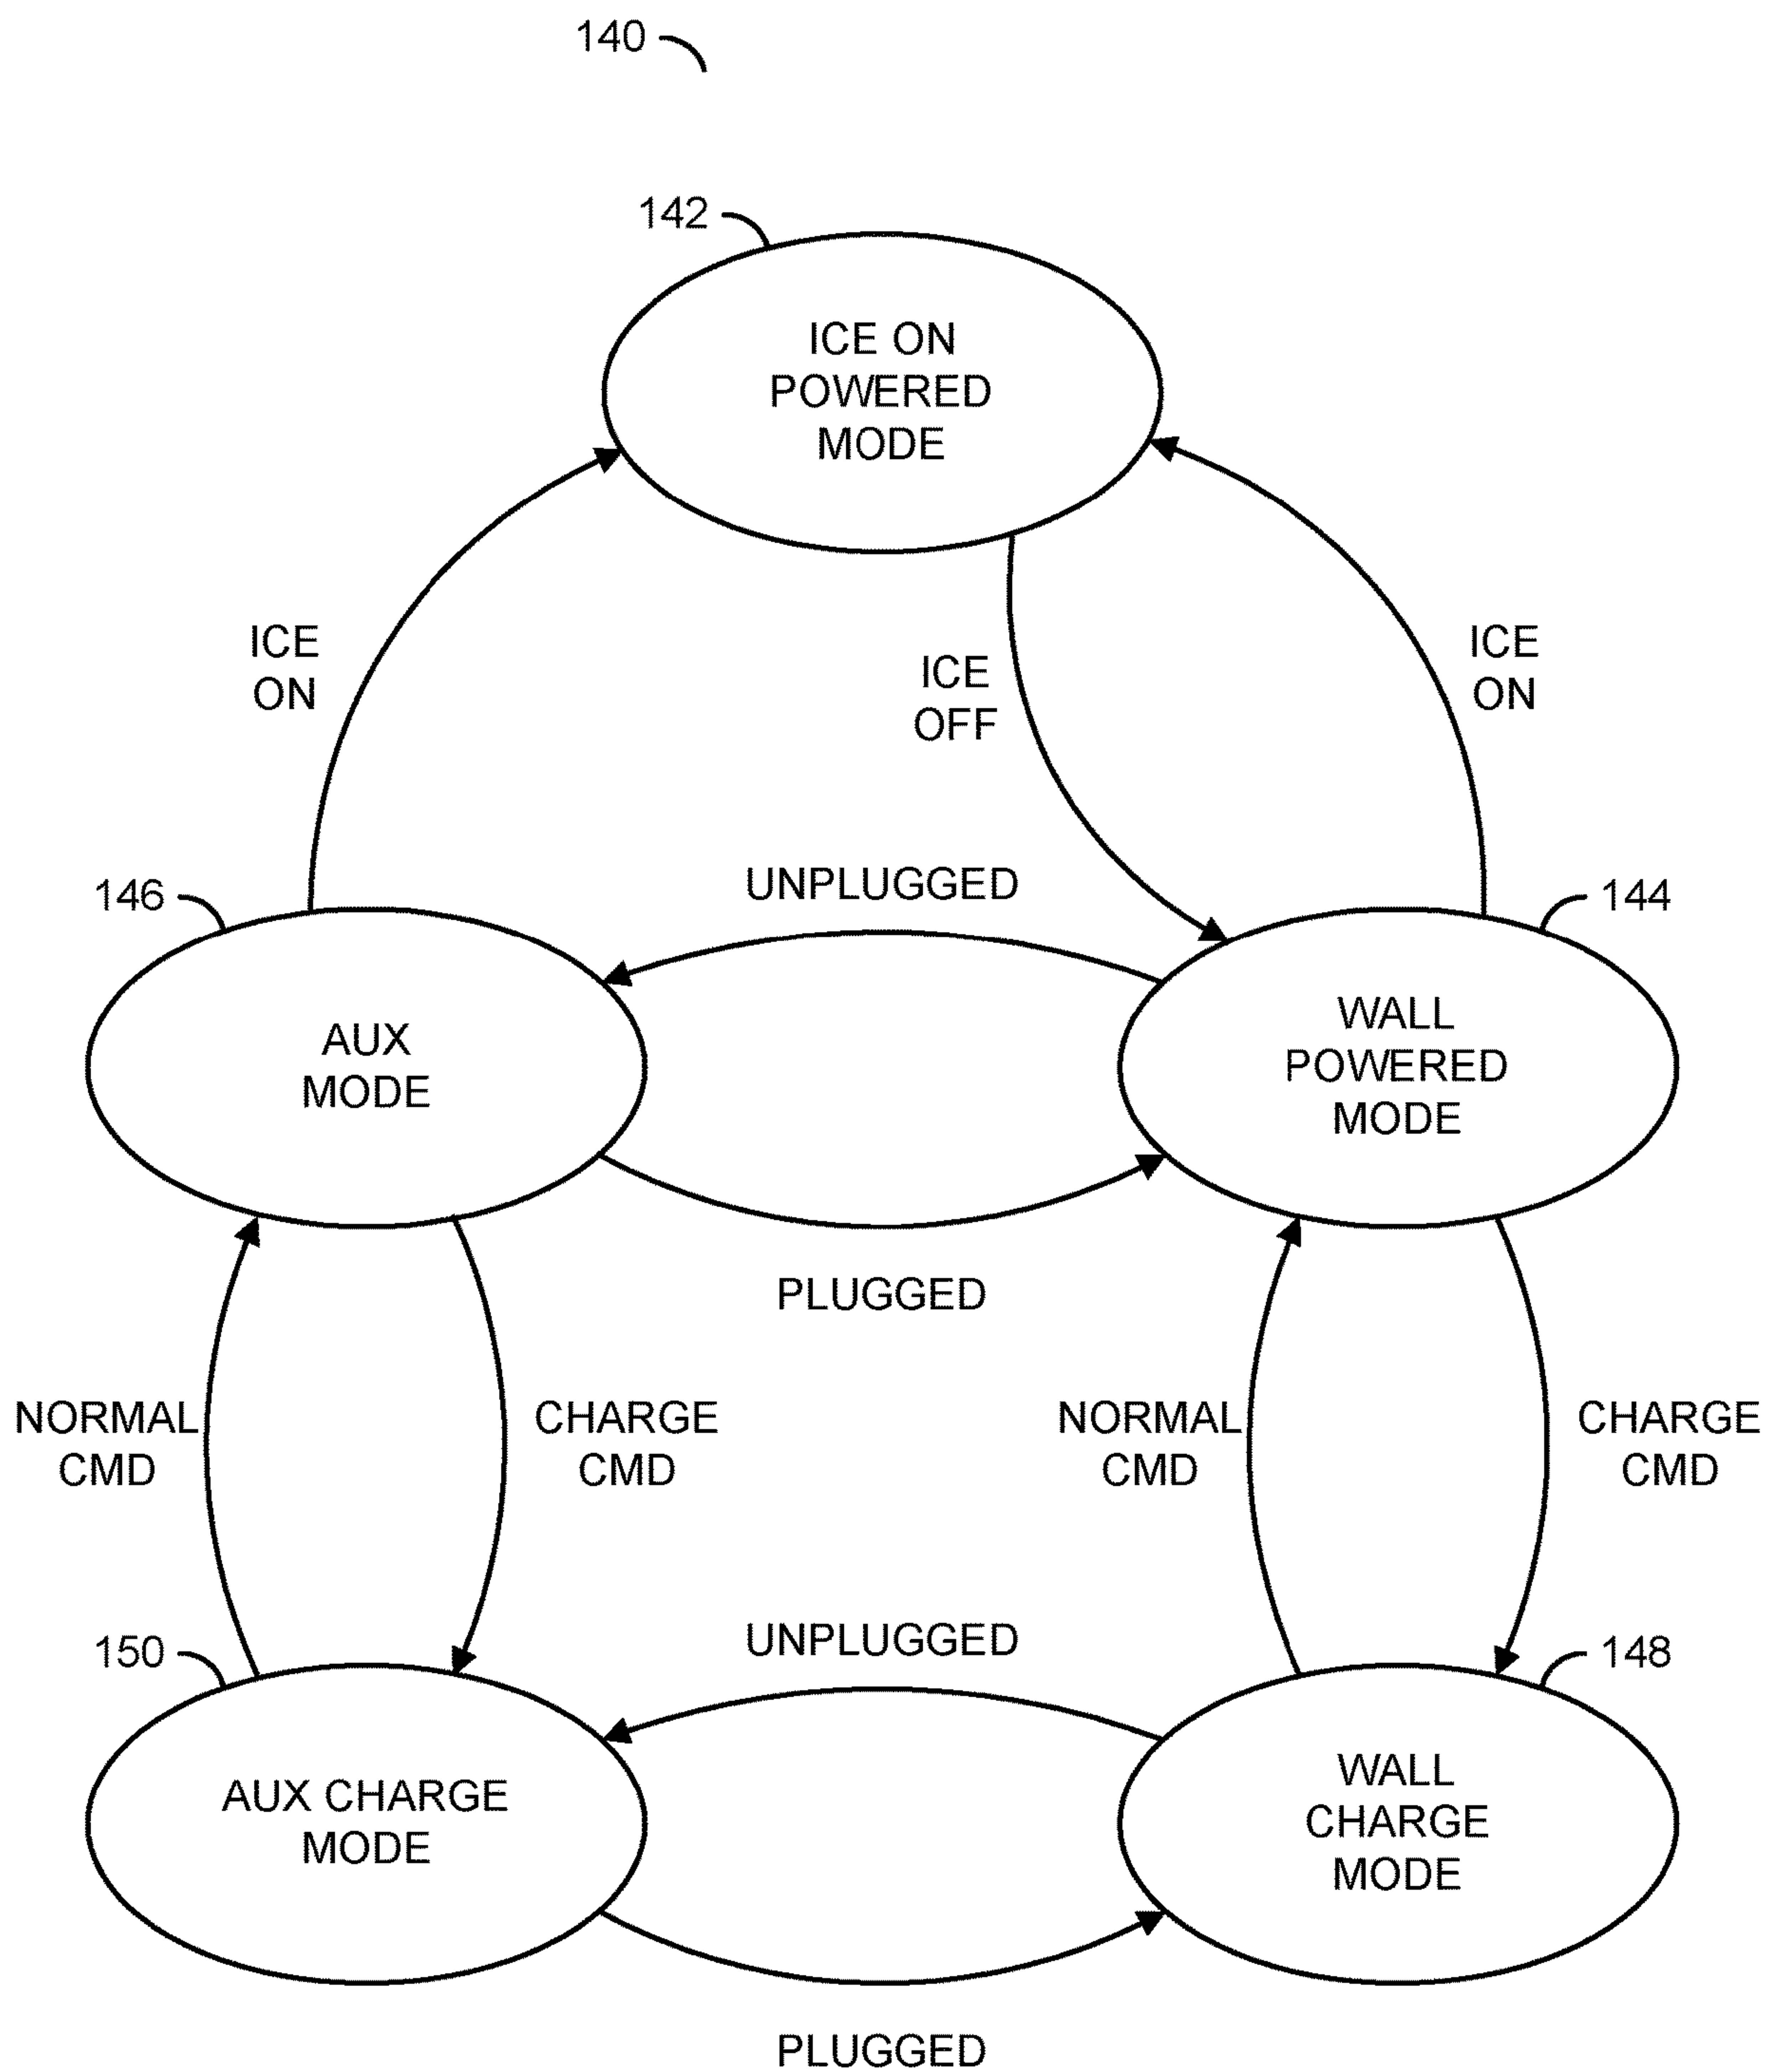 140
142
ICE ON
POWERED
MODE
ICE
ON
ICE
OFF
ICE
ON
UNPLUGGED
146
144
AUX
MODE
WALL
POWERED
MODE
PLUGGED
NORMAL
CMD
CHARGE
CMD
NORMAL
CMD
CHARGE
CMD
UNPLUGGED
150
148
AUX CHARGE
MODE
WALL
CHARGE
MODE
PLUGGED